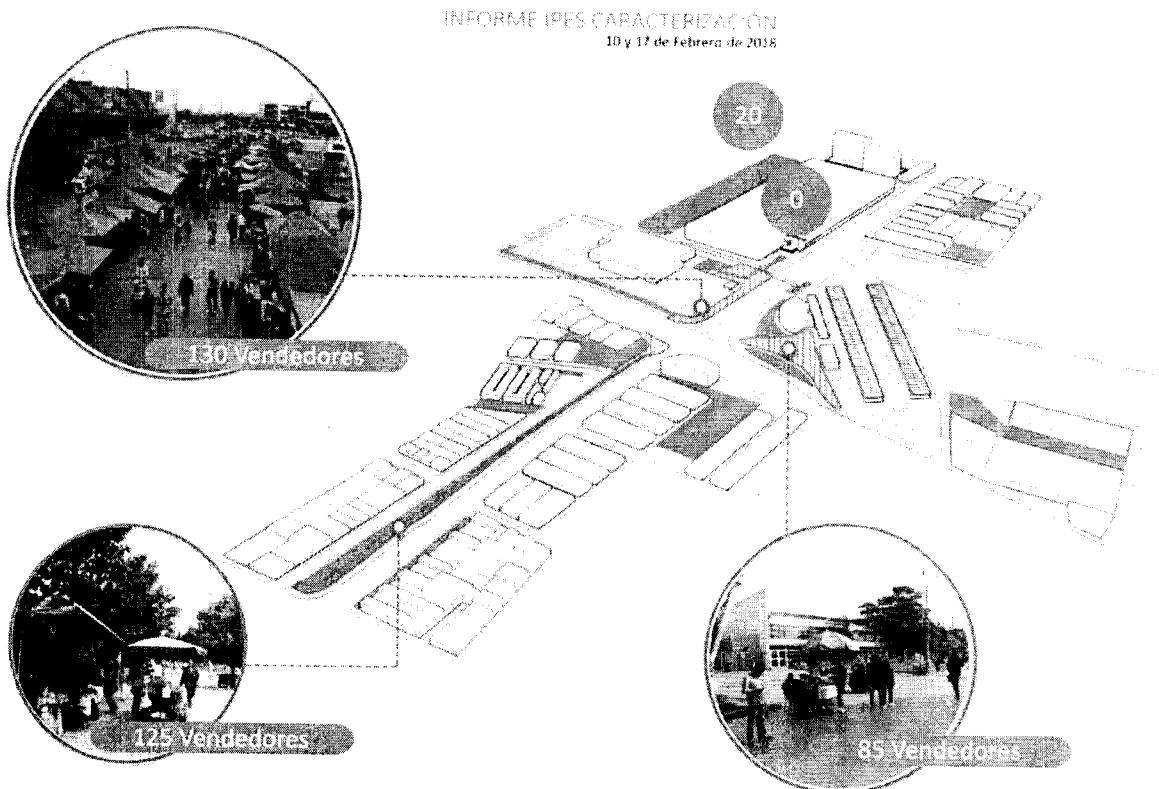 INFORME IPES CARACTERIZACIÓN
10 y 17 de Febrero de 2018
20
0
130 Vendedores
125 Vendedores
85 Vendedores